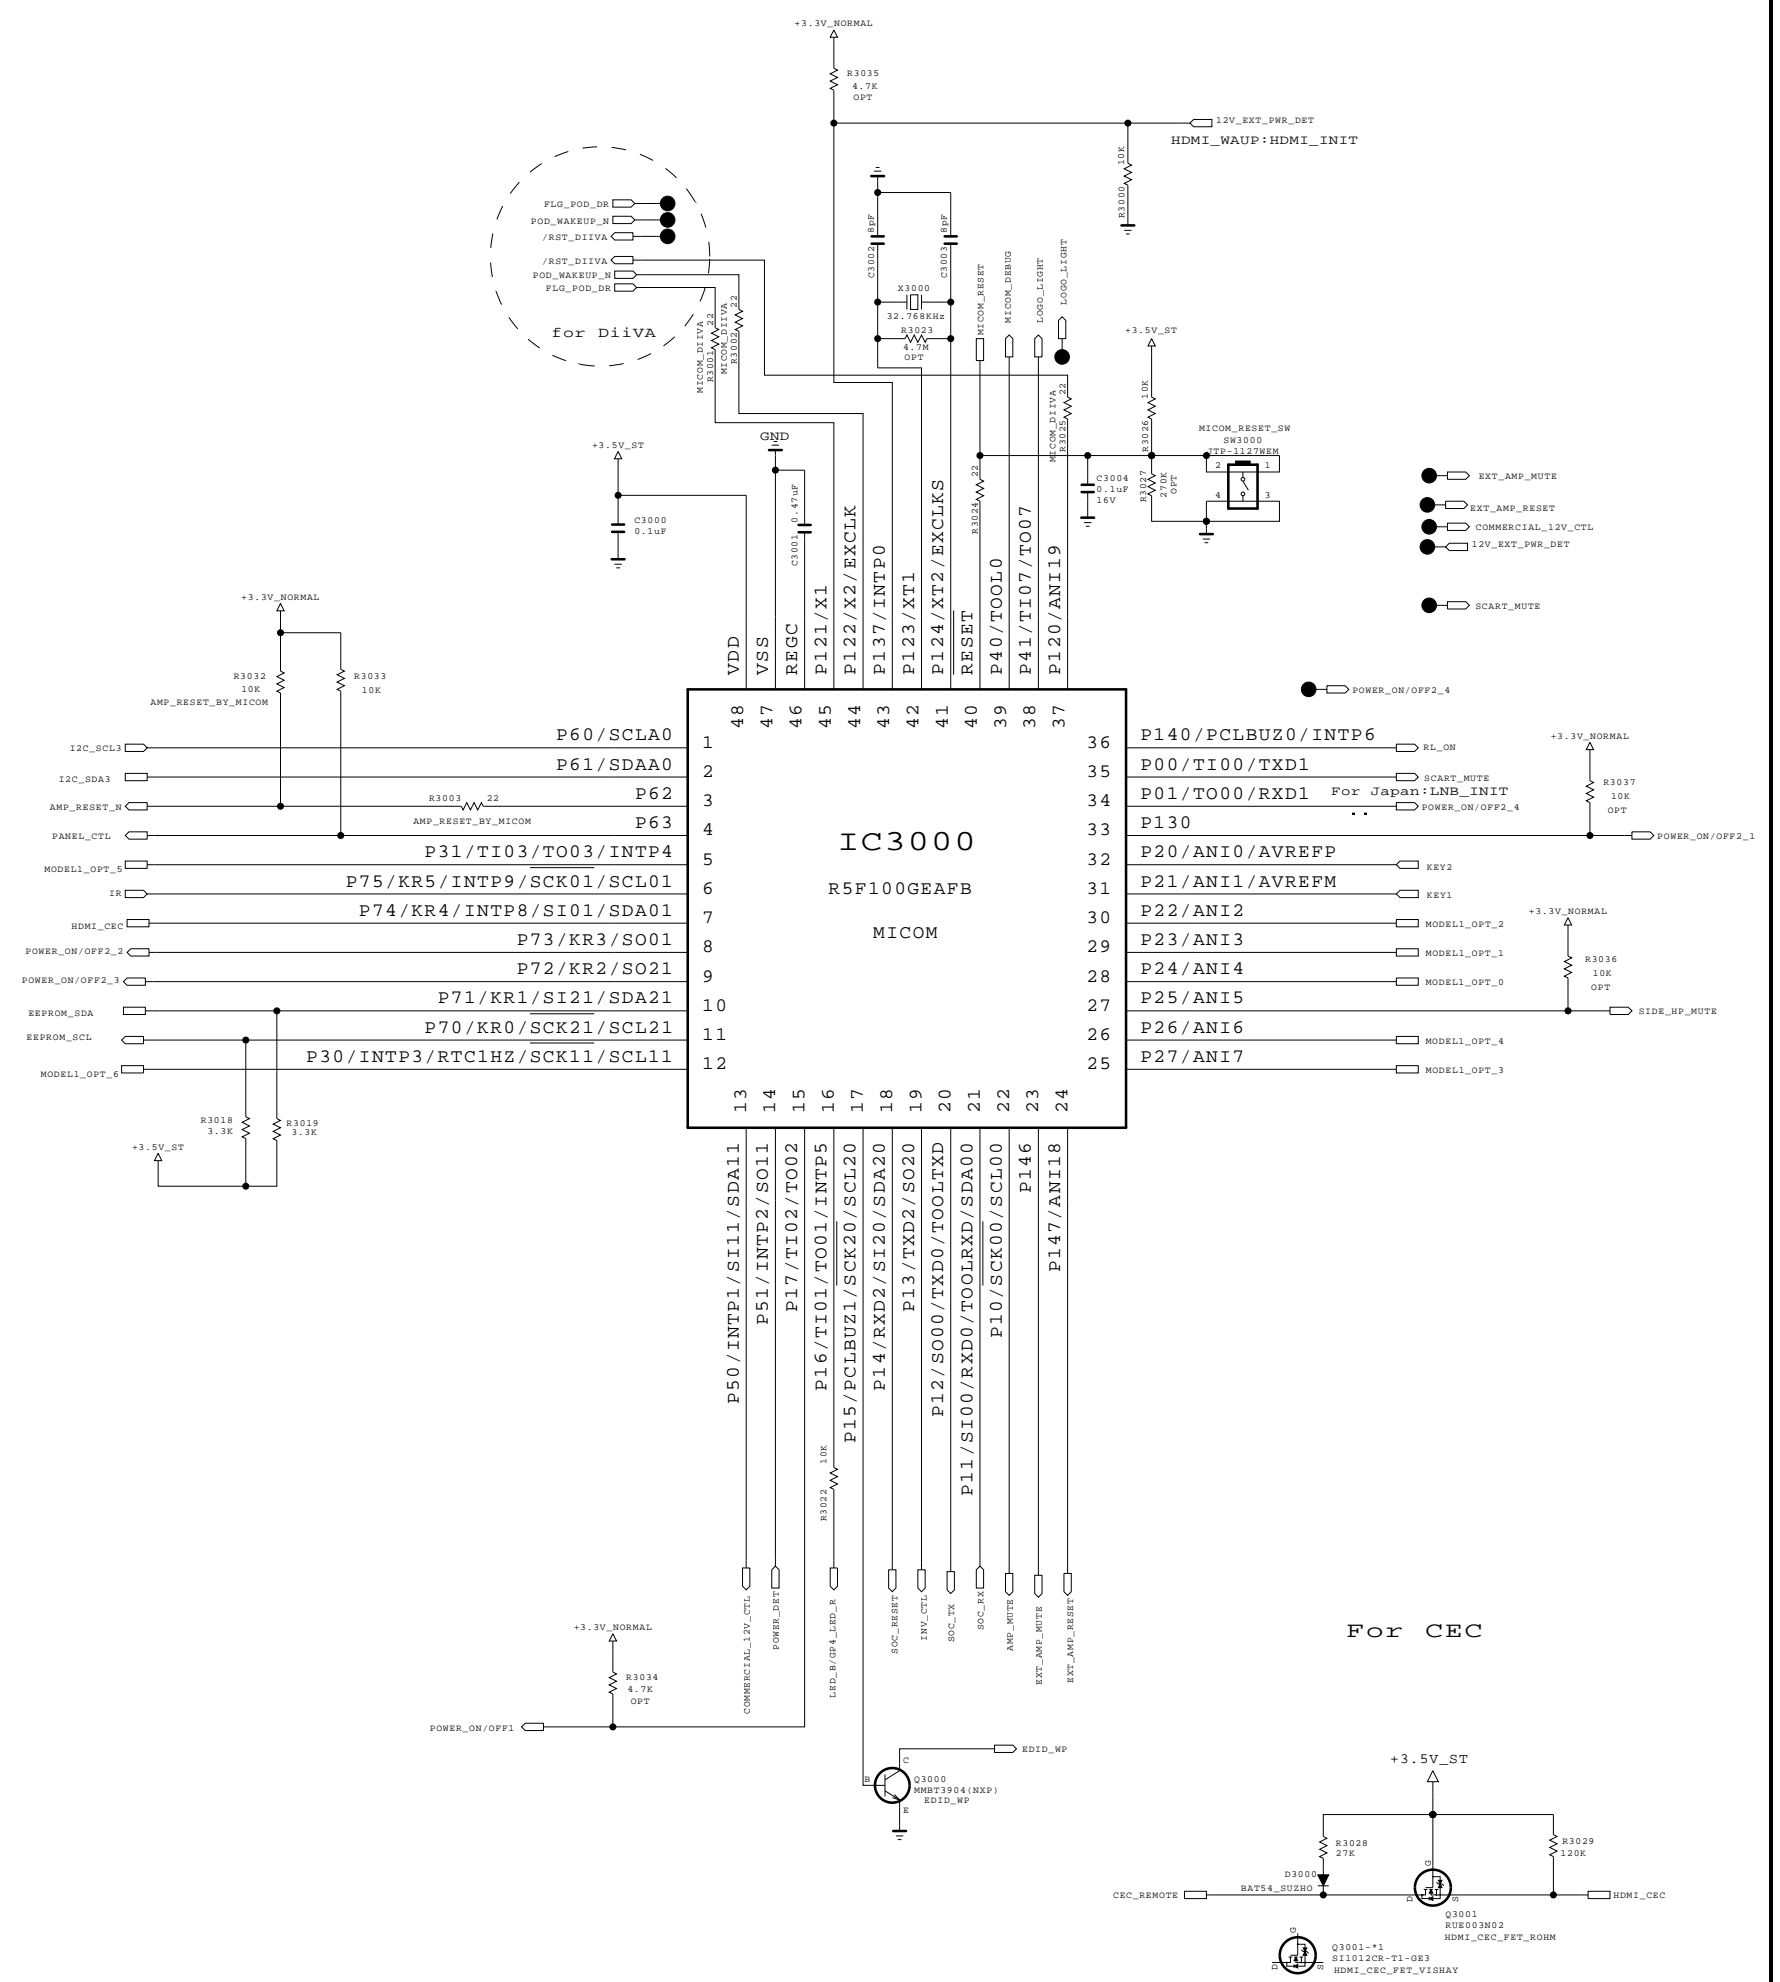 +3.3V_NORMAL
R3035
4.7K
OPT
12V_EXT_PWR_DET
HDMI_WAUP:HDMI_INIT
R3000 10K
FLG_POD_DR
POD_WAKEUP_N
/RST_DIIVA
/RST_DIIVA
POD_WAKEUP_N
FLG_POD_DR
for DiiVA
MICOM_DIIVA
R3001 22
MICOM_DIIVA
R3002 22
C3002 8pF
C3003 8pF
X3000
32.768KHz
R3023
4.7M
OPT
MICOM_RESET
MICOM_DEBUG
LOGO_LIGHT
LOGO_LIGHT
+3.5V_ST
R3026 10K
MICOM_DIIVA
R3025 22
MICOM_RESET_SW
SW3000
JTP-1127WEM
2 1
4 3
R3024 22
C3004
0.1uF
16V
R3027
270K
OPT
+3.5V_ST
C3000
0.1uF
GND
C3001 0.47uF
EXT_AMP_MUTE
EXT_AMP_RESET
COMMERCIAL_12V_CTL
12V_EXT_PWR_DET
SCART_MUTE
POWER_ON/OFF2_4
VDD
VSS
REGC
P121/X1
P122/X2/EXCLK
P137/INTP0
P123/XT1
P124/XT2/EXCLKS
RESET
P40/TOOL0
P41/TI07/TO07
P120/ANI19
48 47 46 45 44 43 42 41 40 39 38 37
+3.3V_NORMAL
R3032
10K
AMP_RESET_BY_MICOM
R3033
10K
I2C_SCL3 P60/SCLA0 1
I2C_SDA3 P61/SDAA0 2
AMP_RESET_N R3003 22 P62 3
AMP_RESET_BY_MICOM
PANEL_CTL P63 4
MODEL1_OPT_5 P31/TI03/TO03/INTP4 5
IR P75/KR5/INTP9/SCK01/SCL01 6
HDMI_CEC P74/KR4/INTP8/SI01/SDA01 7
POWER_ON/OFF2_2 P73/KR3/SO01 8
POWER_ON/OFF2_3 P72/KR2/SO21 9
EEPROM_SDA P71/KR1/SI21/SDA21 10
EEPROM_SCL P70/KR0/SCK21/SCL21 11
MODEL1_OPT_6 P30/INTP3/RTC1HZ/SCK11/SCL11 12
R3018
3.3K
R3019
3.3K
+3.5V_ST
IC3000
R5F100GEAFB
MICOM
36 P140/PCLBUZ0/INTP6 RL_ON
35 P00/TI00/TXD1 SCART_MUTE
For Japan:LNB_INIT
34 P01/TO00/RXD1 POWER_ON/OFF2_4
33 P130 POWER_ON/OFF2_1
32 P20/ANI0/AVREFP KEY2
31 P21/ANI1/AVREFM KEY1
30 P22/ANI2 MODEL1_OPT_2
29 P23/ANI3 MODEL1_OPT_1
28 P24/ANI4 MODEL1_OPT_0
27 P25/ANI5 SIDE_HP_MUTE
26 P26/ANI6 MODEL1_OPT_4
25 P27/ANI7 MODEL1_OPT_3
+3.3V_NORMAL
R3037
10K
OPT
+3.3V_NORMAL
R3036
10K
OPT
13 14 15 16 17 18 19 20 21 22 23 24
P50/INTP1/SI11/SDA11
P51/INTP2/SO11
P17/TI02/TO02
P16/TI01/TO01/INTP5
P15/PCLBUZ1/SCK20/SCL20
P14/RXD2/SI20/SDA20
P13/TXD2/SO20
P12/SO00/TXD0/TOOLTXD
P11/SI00/RXD0/TOOLRXD/SDA00
P10/SCK00/SCL00
P146
P147/ANI18
R3022 10K
COMMERCIAL_12V_CTL
POWER_DET
LED_B/GP4_LED_R
SOC_RESET
INV_CTL
SOC_TX
SOC_RX
AMP_MUTE
EXT_AMP_MUTE
EXT_AMP_RESET
+3.3V_NORMAL
R3034
4.7K
OPT
POWER_ON/OFF1
EDID_WP
C
B
E
Q3000
MMBT3904(NXP)
EDID_WP
For CEC
+3.5V_ST
R3028
27K
R3029
120K
D3000
BAT54_SUZHO
CEC_REMOTE
HDMI_CEC
G
D
S
Q3001
RUE003N02
HDMI_CEC_FET_ROHM
G
D
S
Q3001-*1
SI1012CR-T1-GE3
HDMI_CEC_FET_VISHAY